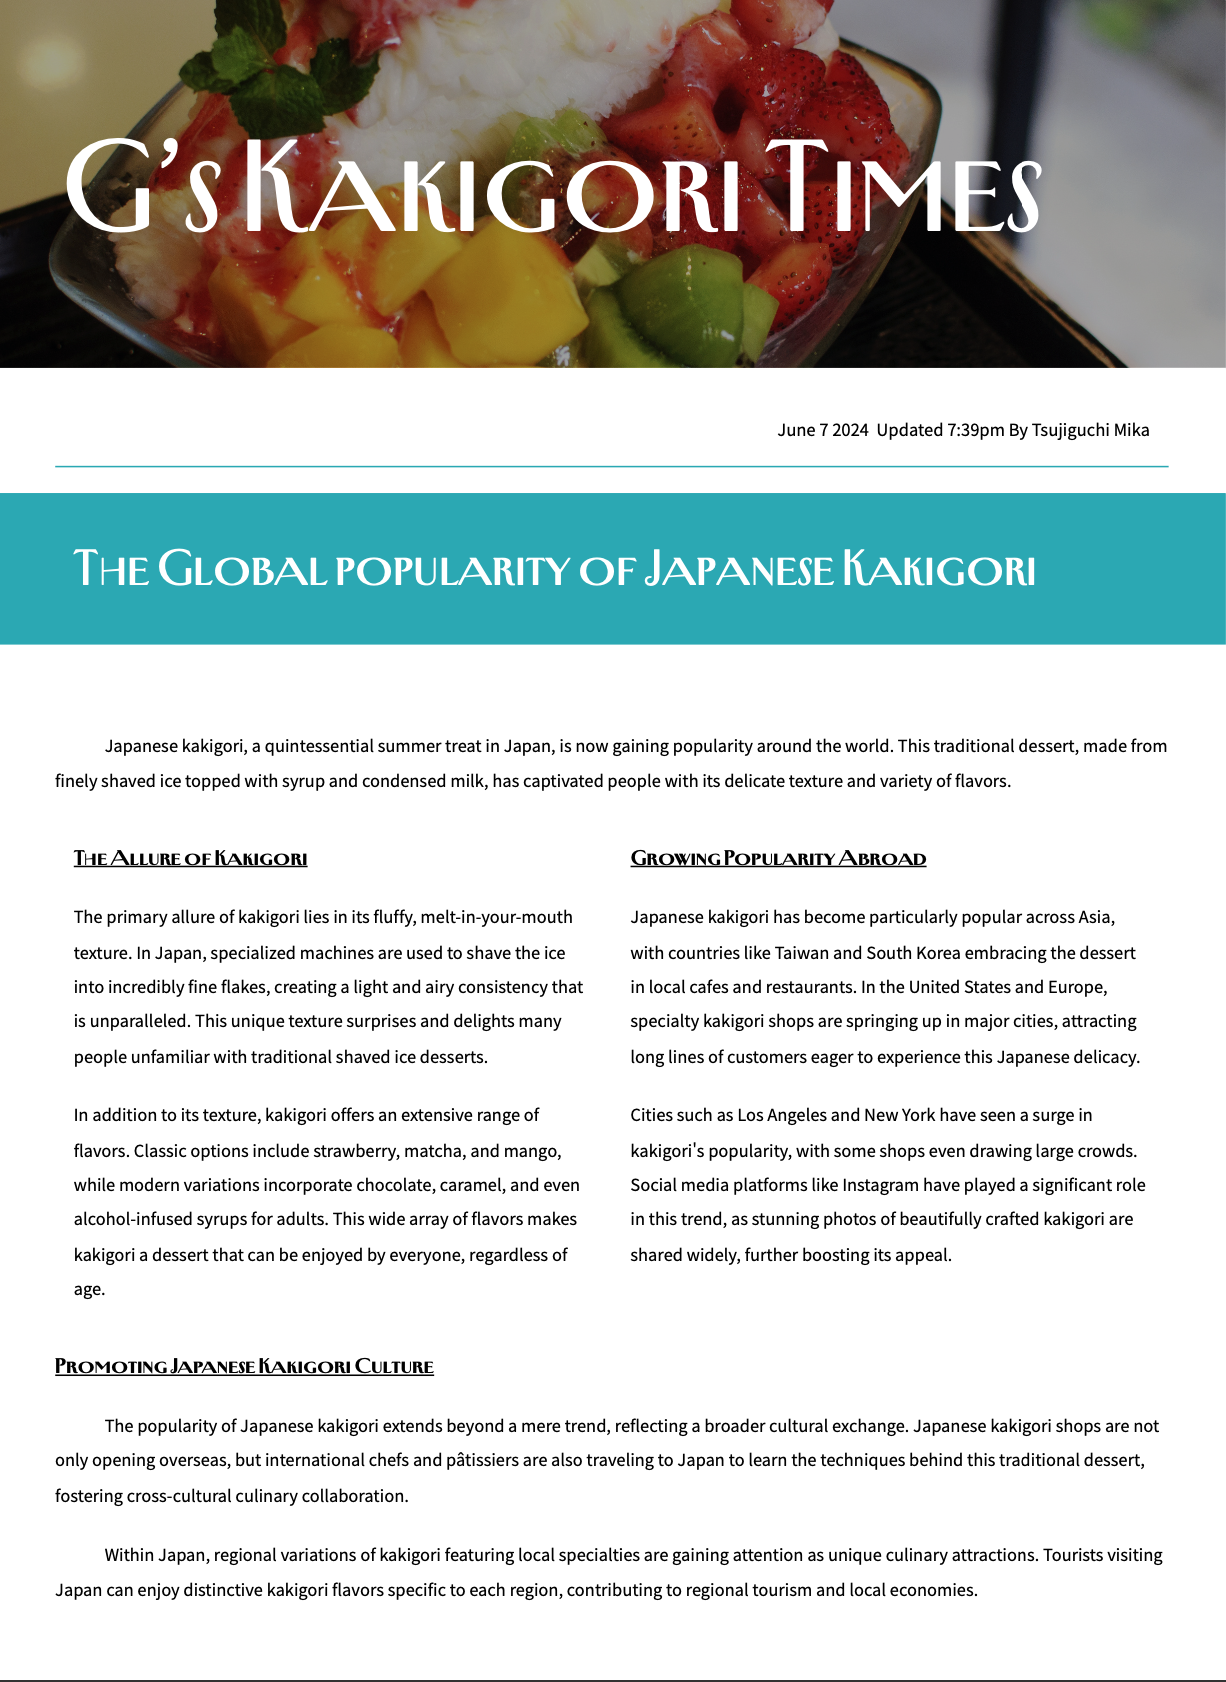 G’s Kakigori Times
June 7 2024  Updated 7:39pm By Tsujiguchi Mika
The Global popularity of Japanese Kakigori
Japanese kakigori, a quintessential summer treat in Japan, is now gaining popularity around the world. This traditional dessert, made from
finely shaved ice topped with syrup and condensed milk, has captivated people with its delicate texture and variety of flavors.
The Allure of Kakigori
The primary allure of kakigori lies in its fluffy, melt-in-your-mouth
texture. In Japan, specialized machines are used to shave the ice
into incredibly fine flakes, creating a light and airy consistency that
is unparalleled. This unique texture surprises and delights many
people unfamiliar with traditional shaved ice desserts.
In addition to its texture, kakigori offers an extensive range of
flavors. Classic options include strawberry, matcha, and mango,
while modern variations incorporate chocolate, caramel, and even
alcohol-infused syrups for adults. This wide array of flavors makes
kakigori a dessert that can be enjoyed by everyone, regardless of
age.
Growing Popularity Abroad
Japanese kakigori has become particularly popular across Asia,
with countries like Taiwan and South Korea embracing the dessert
in local cafes and restaurants. In the United States and Europe,
specialty kakigori shops are springing up in major cities, attracting
long lines of customers eager to experience this Japanese delicacy.
Cities such as Los Angeles and New York have seen a surge in
kakigori's popularity, with some shops even drawing large crowds.
Social media platforms like Instagram have played a significant role
in this trend, as stunning photos of beautifully crafted kakigori are
shared widely, further boosting its appeal.
Promoting Japanese Kakigori Culture
The popularity of Japanese kakigori extends beyond a mere trend, reflecting a broader cultural exchange. Japanese kakigori shops are not
only opening overseas, but international chefs and pâtissiers are also traveling to Japan to learn the techniques behind this traditional dessert,
fostering cross-cultural culinary collaboration.
Within Japan, regional variations of kakigori featuring local specialties are gaining attention as unique culinary attractions. Tourists visiting
Japan can enjoy distinctive kakigori flavors specific to each region, contributing to regional tourism and local economies.